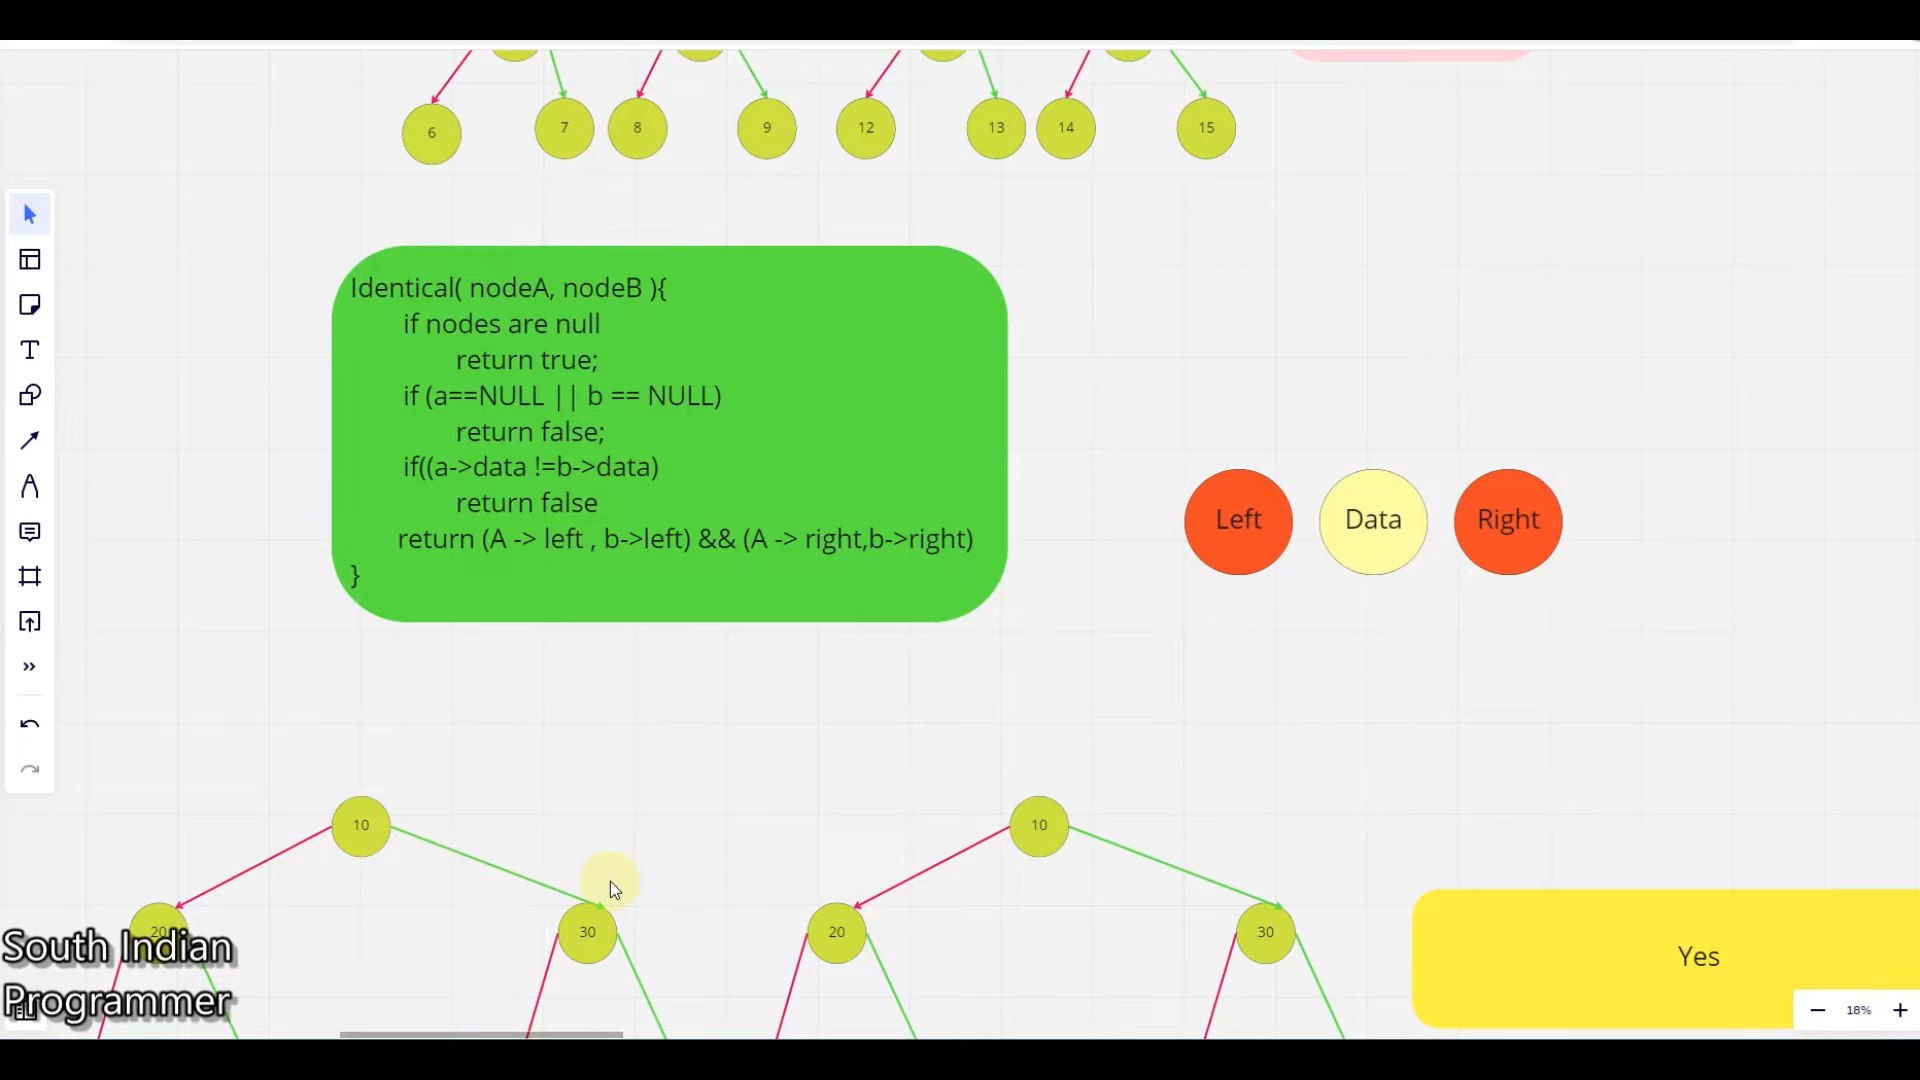 6 7 8 9 12 13 14 15
Identical( nodeA, nodeB ){
if nodes are null
return true;
if (a==NULL || b == NULL)
return false;
if((a->data !=b->data)
return false
return (A -> left , b->left) && (A -> right,b->right)
}
Left Data Right
10 10
20 30 20 30
Yes
South Indian
Programmer
18%